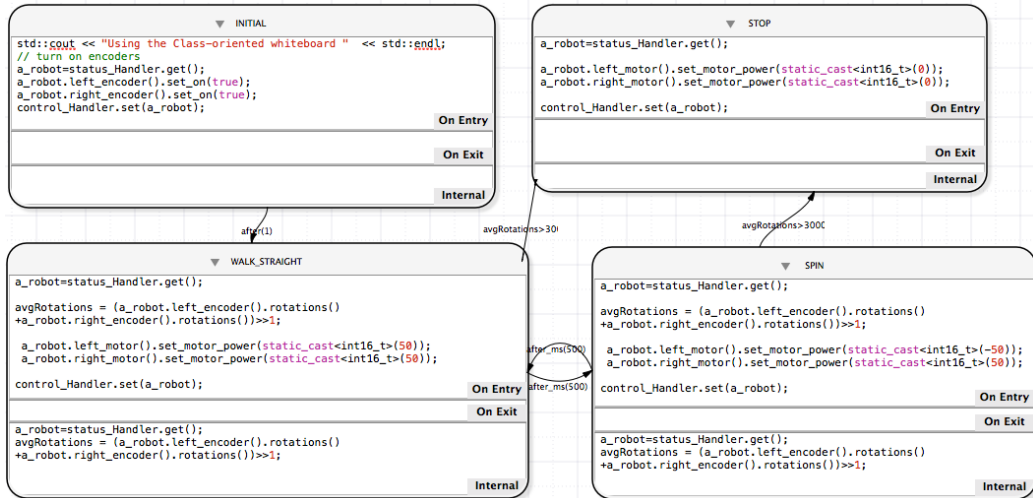 INITIAL
std::cout << "Using the Class-oriented whiteboard "  << std::endl;
// turn on encoders
a_robot=status_Handler.get();
a_robot.left_encoder().set_on(true);
a_robot.right_encoder().set_on(true);
control_Handler.set(a_robot);
On Entry
On Exit
Internal
STOP
a_robot=status_Handler.get();
a_robot.left_motor().set_motor_power(static_cast<int16_t>(0));
a_robot.right_motor().set_motor_power(static_cast<int16_t>(0));
control_Handler.set(a_robot);
On Entry
On Exit
Internal
after(1)
avgRotations>300
avgRotations>3000
WALK_STRAIGHT
a_robot=status_Handler.get();
avgRotations = (a_robot.left_encoder().rotations()
+a_robot.right_encoder().rotations())>>1;
a_robot.left_motor().set_motor_power(static_cast<int16_t>(50));
a_robot.right_motor().set_motor_power(static_cast<int16_t>(50));
control_Handler.set(a_robot);
On Entry
On Exit
a_robot=status_Handler.get();
avgRotations = (a_robot.left_encoder().rotations()
+a_robot.right_encoder().rotations())>>1;
Internal
after_ms(500)
after_ms(500)
SPIN
a_robot=status_Handler.get();
avgRotations = (a_robot.left_encoder().rotations()
+a_robot.right_encoder().rotations())>>1;
a_robot.left_motor().set_motor_power(static_cast<int16_t>(-50));
a_robot.right_motor().set_motor_power(static_cast<int16_t>(50));
control_Handler.set(a_robot);
On Entry
On Exit
a_robot=status_Handler.get();
avgRotations = (a_robot.left_encoder().rotations()
+a_robot.right_encoder().rotations())>>1;
Internal